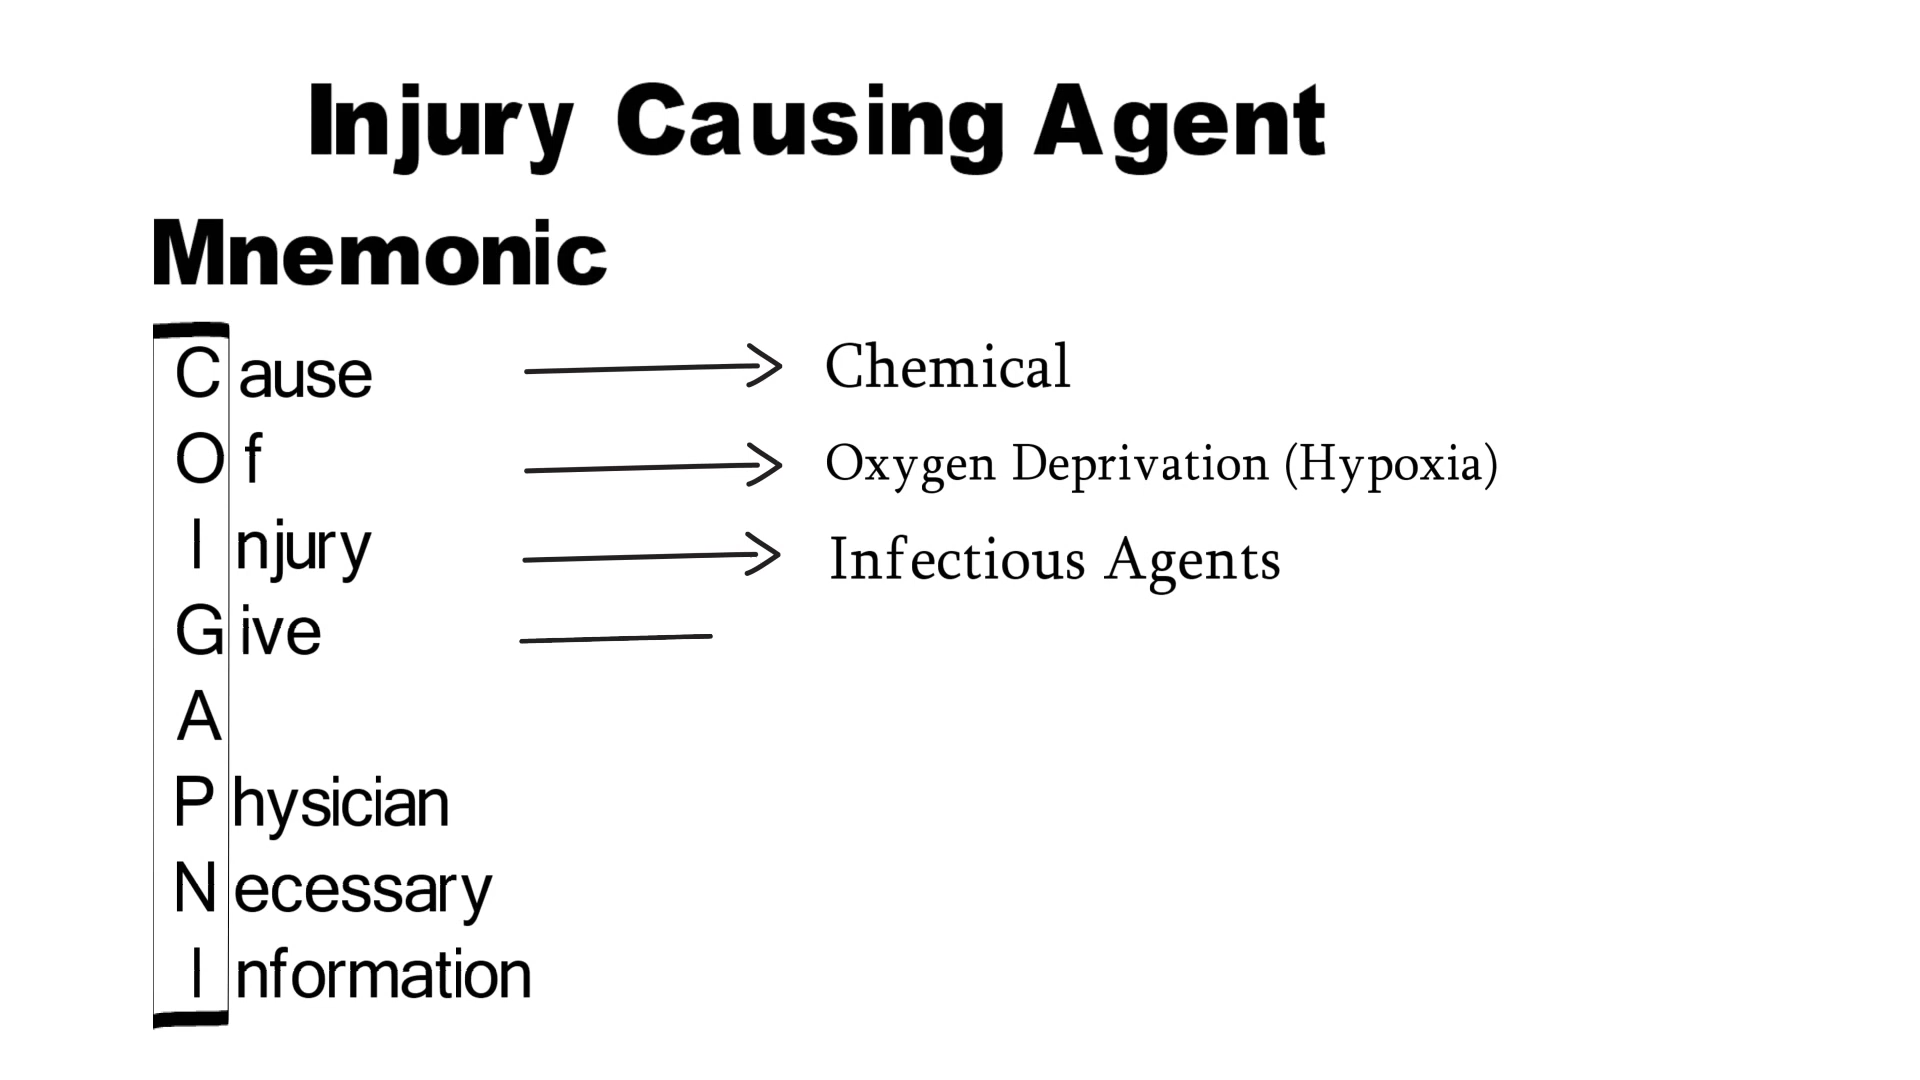 Injury Causing Agent
Mnemonic
Cause → Chemical
Of → Oxygen Deprivation (Hypoxia)
Injury → Infectious Agents
Give
A
Physician
Necessary
Information